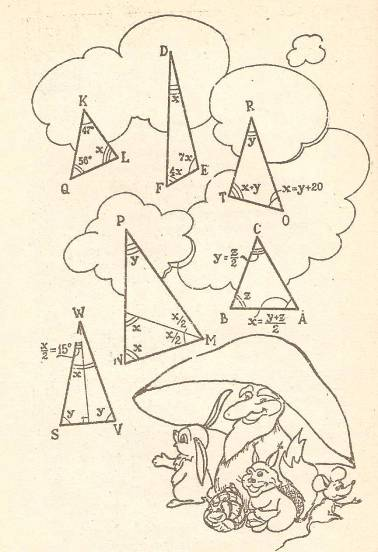 D
x
7x
E
F
4x
K
47°
x
L
56°
Q
R
y
x+y
x=y+20
T
O
P
y
x
x/2
x/2
x
M
N
C
y=z/2
z
B
x=(y+z)/2
A
W
x/2=15°
x
y
y
S
V